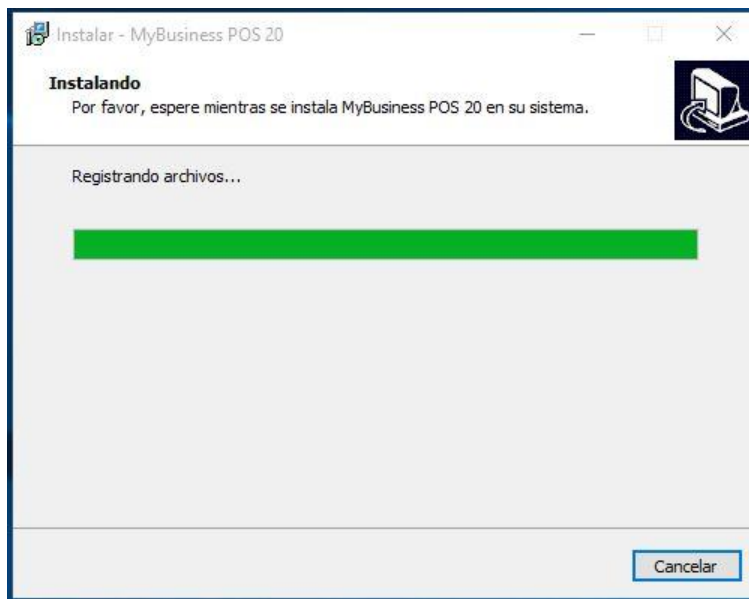 Instalar - MyBusiness POS 20
Instalando
Por favor, espere mientras se instala MyBusiness POS 20 en su sistema.
Registrando archivos...
Cancelar